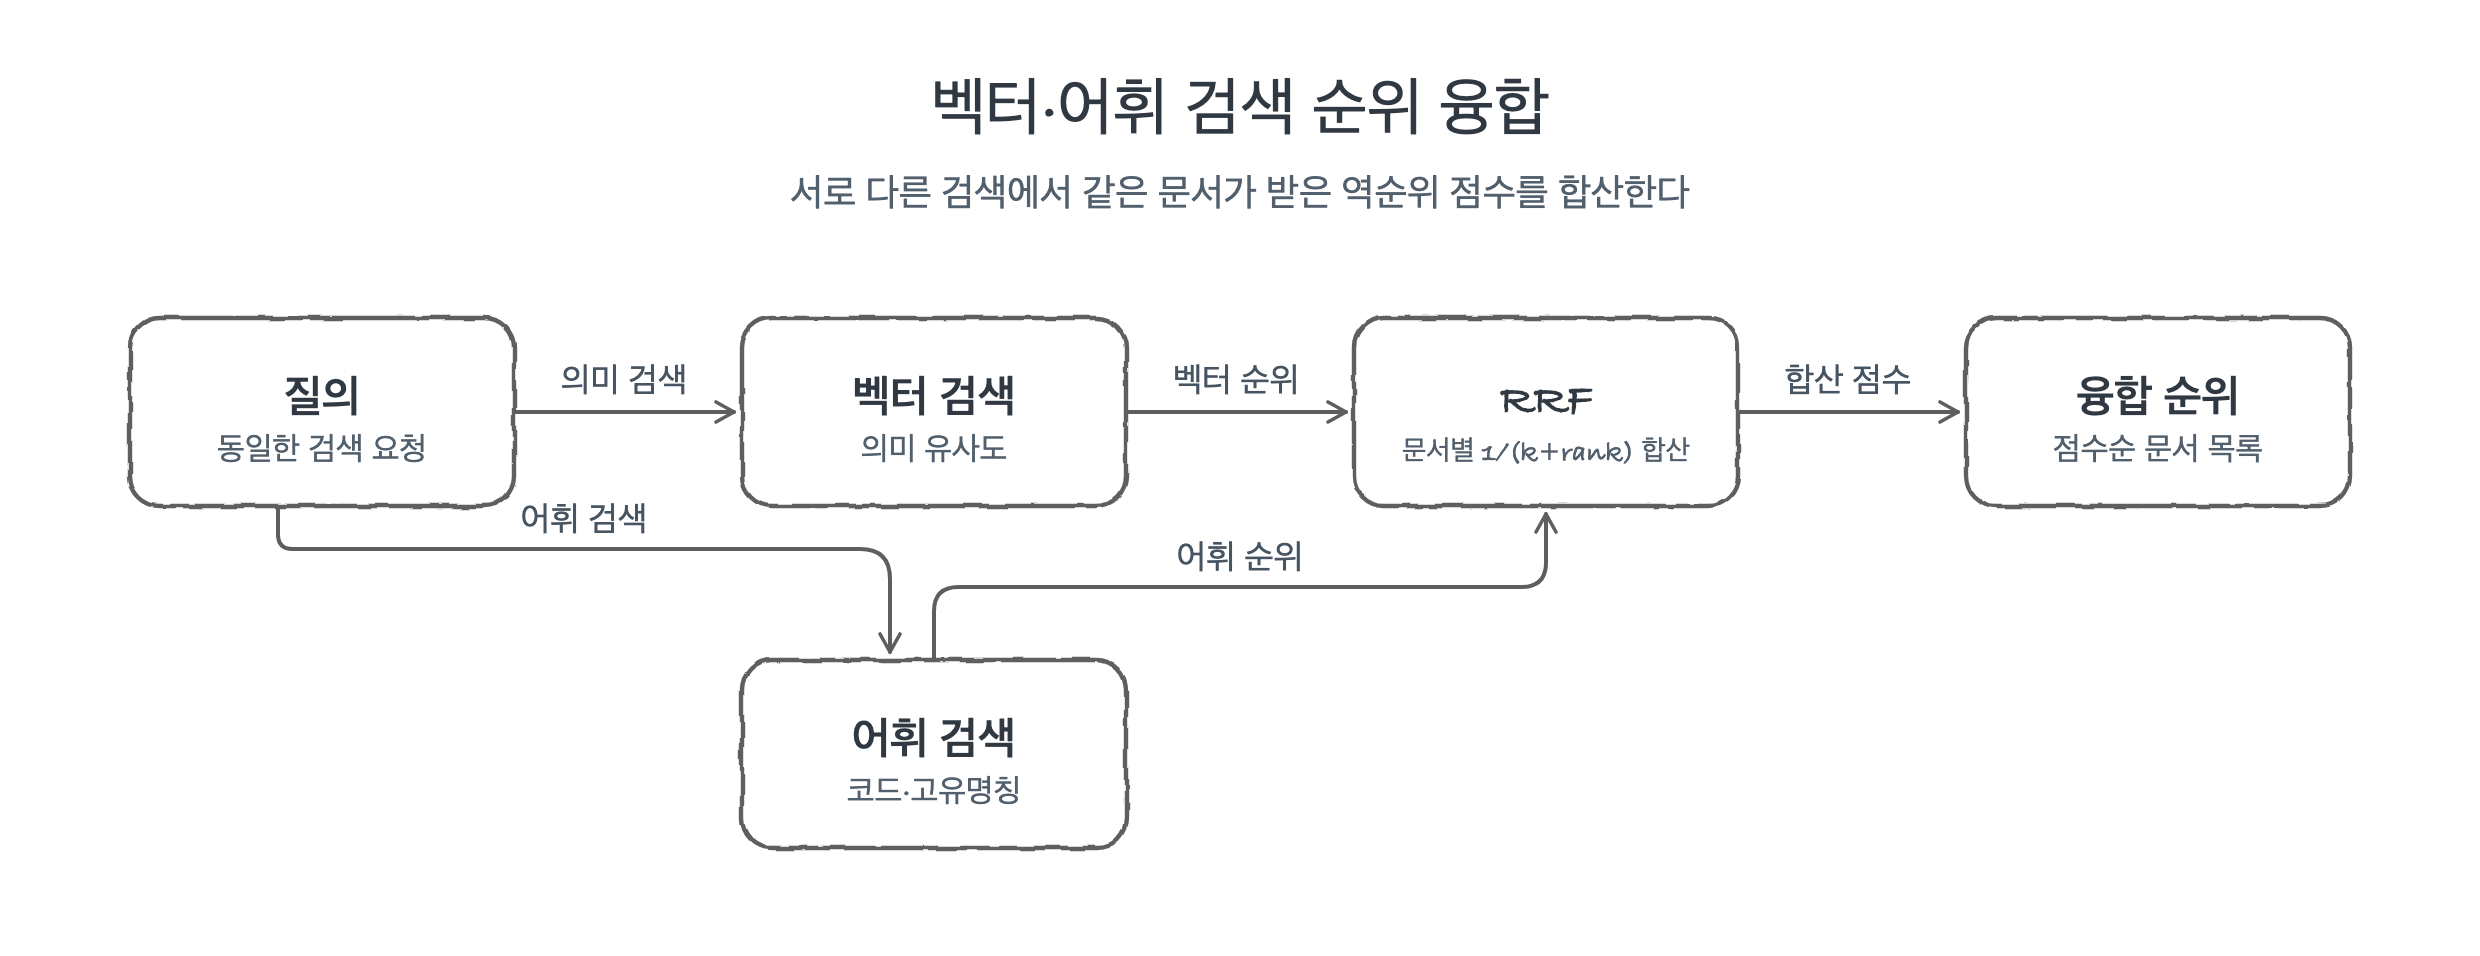 벡터·어휘 검색 순위 융합
서로 다른 검색에서 같은 문서가 받은 역순위 점수를 합산한다
질의
동일한 검색 요청
의미 검색
벡터 검색
의미 유사도
벡터 순위
RRF
문서별 1/(k+rank) 합산
합산 점수
융합 순위
점수순 문서 목록
어휘 검색
어휘 순위
어휘 검색
코드·고유명칭